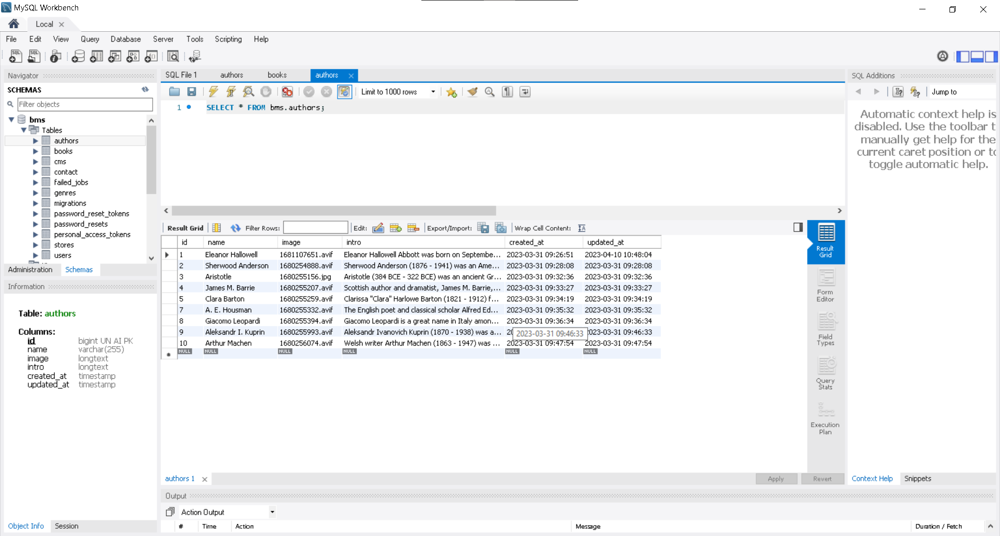 MySQL Workbench
Local
File Edit View Query Database Server Tools Scripting Help
Navigator
SCHEMAS
Filter objects
bms
Tables
authors
books
cms
contact
failed_jobs
genres
migrations
password_reset_tokens
password_resets
personal_access_tokens
stores
users
Administration Schemas
Information
Table: authors
Columns:
id bigint UN AI PK
name varchar(255)
image longtext
intro longtext
created_at timestamp
updated_at timestamp
Object Info Session
SQL File 1 authors books authors
Limit to 1000 rows
1 SELECT * FROM bms.authors;
Result Grid Filter Rows: Edit: Export/Import: Wrap Cell Content:
id name image intro created_at updated_at
1 Eleanor Hallowell 1681107651.avif Eleanor Hallowell Abbott was born on Septembe... 2023-03-31 09:26:51 2023-04-10 10:48:04
2 Sherwood Anderson 1680254888.avif Sherwood Anderson (1876 - 1941) was an Ame... 2023-03-31 09:28:08 2023-03-31 09:28:08
3 Aristotle 1680255156.jpg Aristotle (384 BCE - 322 BCE) was an ancient Gr... 2023-03-31 09:32:36 2023-03-31 09:32:36
4 James M. Barrie 1680255207.avif Scottish author and dramatist, James M. Barrie,... 2023-03-31 09:33:27 2023-03-31 09:33:27
5 Clara Barton 1680255259.avif Clarissa "Clara" Harlowe Barton (1821 - 1912) f... 2023-03-31 09:34:19 2023-03-31 09:34:19
7 A. E. Housman 1680255332.avif The English poet and classical scholar Alfred Ed... 2023-03-31 09:35:32 2023-03-31 09:35:32
8 Giacomo Leopardi 1680255394.avif Giacomo Leopardi is a great name in Italy amon... 2023-03-31 09:36:34 2023-03-31 09:36:34
9 Aleksandr I. Kuprin 1680255993.avif Aleksandr Ivanovich Kuprin (1870 - 1938) was a... 2023-03-31 09:46:33 2023-03-31 09:46:33
10 Arthur Machen 1680256074.avif Welsh writer Arthur Machen (1863 - 1947) was ... 2023-03-31 09:47:54 2023-03-31 09:47:54
NULL NULL NULL NULL NULL NULL
Result
Grid
Form
Editor
Field
Types
Query
Stats
Execution
Plan
authors 1 Apply Revert
SQL Additions
Jump to
Automatic context help is
disabled. Use the toolbar t
manually get help for the
current caret position or to
toggle automatic help.
Context Help Snippets
Output
Action Output
# Time Action Message Duration / Fetch